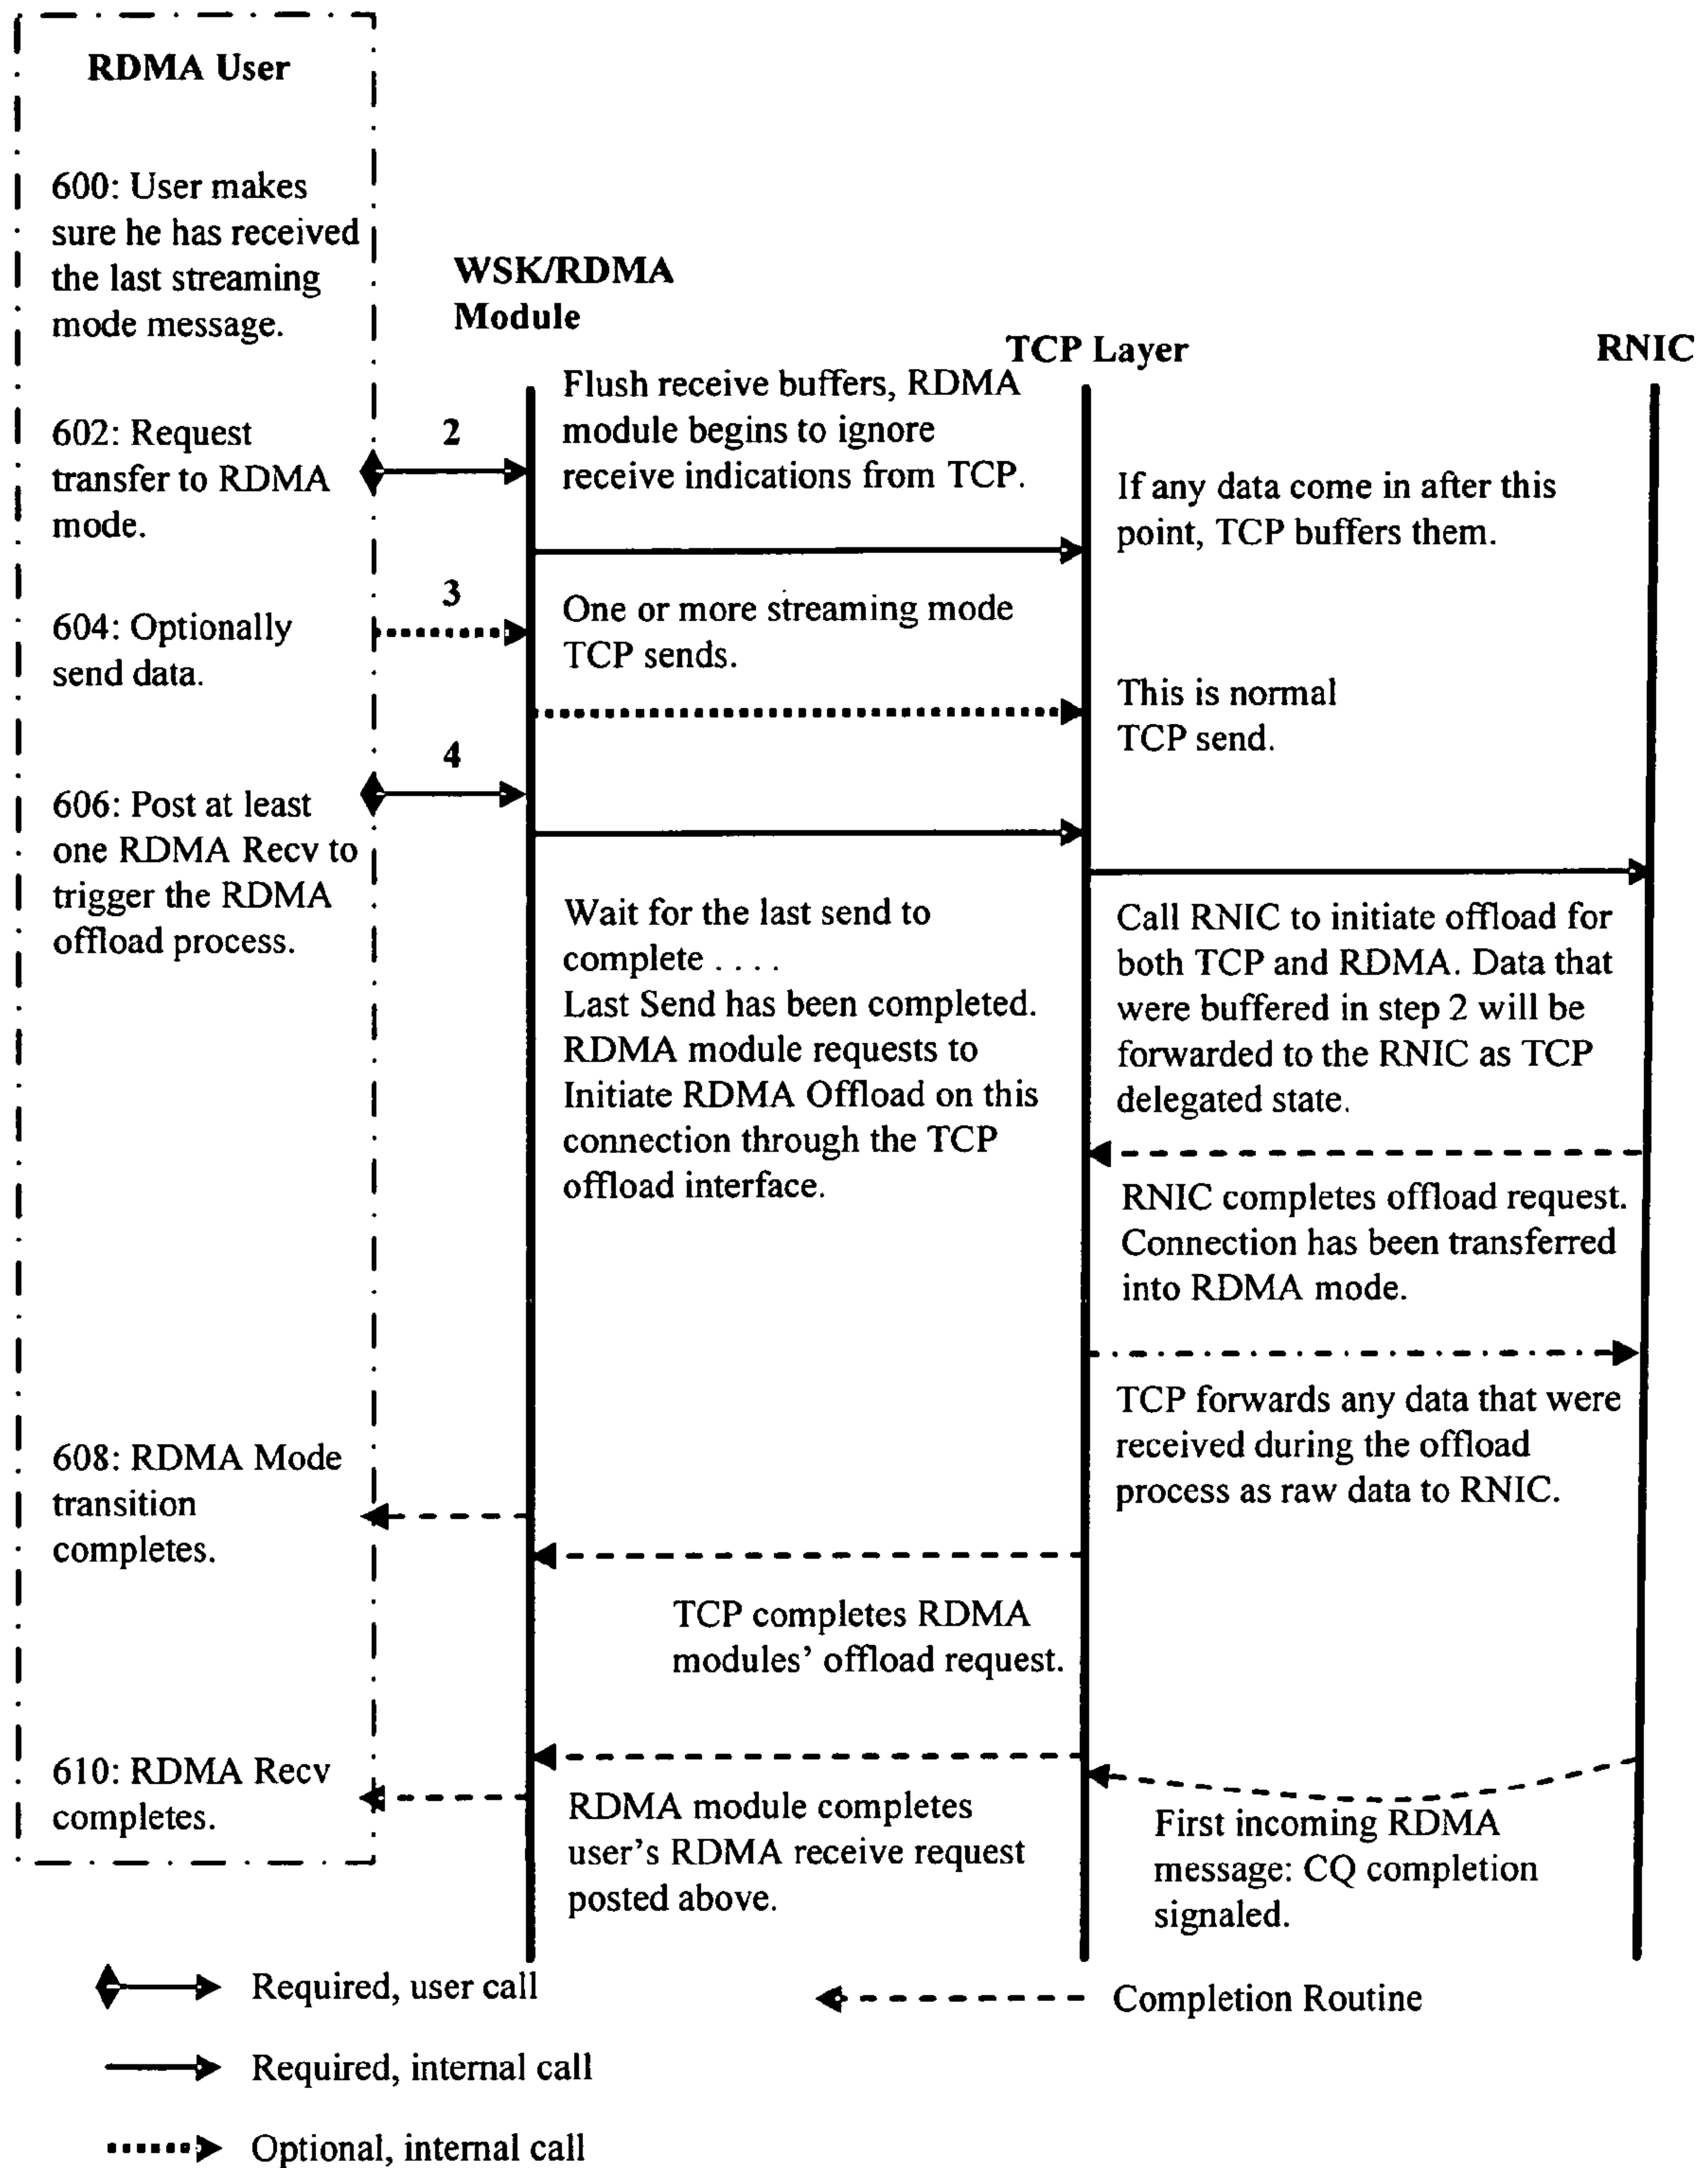 RDMA User
600: User makes
sure he has received
the last streaming
mode message.
WSK/RDMA
Module
TCP Layer
RNIC
Flush receive buffers, RDMA
module begins to ignore
receive indications from TCP.
602: Request
transfer to RDMA
mode.
2
If any data come in after this
point, TCP buffers them.
604: Optionally
send data.
3
One or more streaming mode
TCP sends.
This is normal
TCP send.
4
606: Post at least
one RDMA Recv to
trigger the RDMA
offload process.
Wait for the last send to
complete . . . .
Last Send has been completed.
RDMA module requests to
Initiate RDMA Offload on this
connection through the TCP
offload interface.
Call RNIC to initiate offload for
both TCP and RDMA. Data that
were buffered in step 2 will be
forwarded to the RNIC as TCP
delegated state.
RNIC completes offload request.
Connection has been transferred
into RDMA mode.
TCP forwards any data that were
received during the offload
process as raw data to RNIC.
608: RDMA Mode
transition
completes.
TCP completes RDMA
modules’ offload request.
610: RDMA Recv
completes.
RDMA module completes
user’s RDMA receive request
posted above.
First incoming RDMA
message: CQ completion
signaled.
Required, user call
Completion Routine
Required, internal call
Optional, internal call